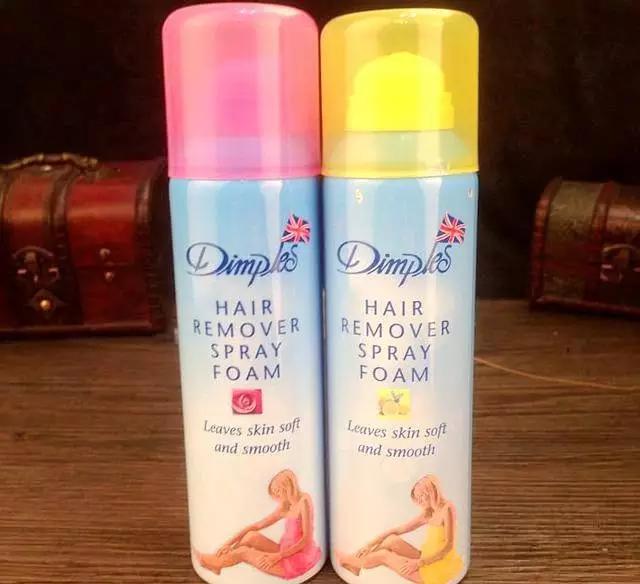 Dimples
HAIR
REMOVER
SPRAY
FOAM
Leaves skin soft
and smooth
Dimples
HAIR
REMOVER
SPRAY
FOAM
Leaves skin soft
and smooth